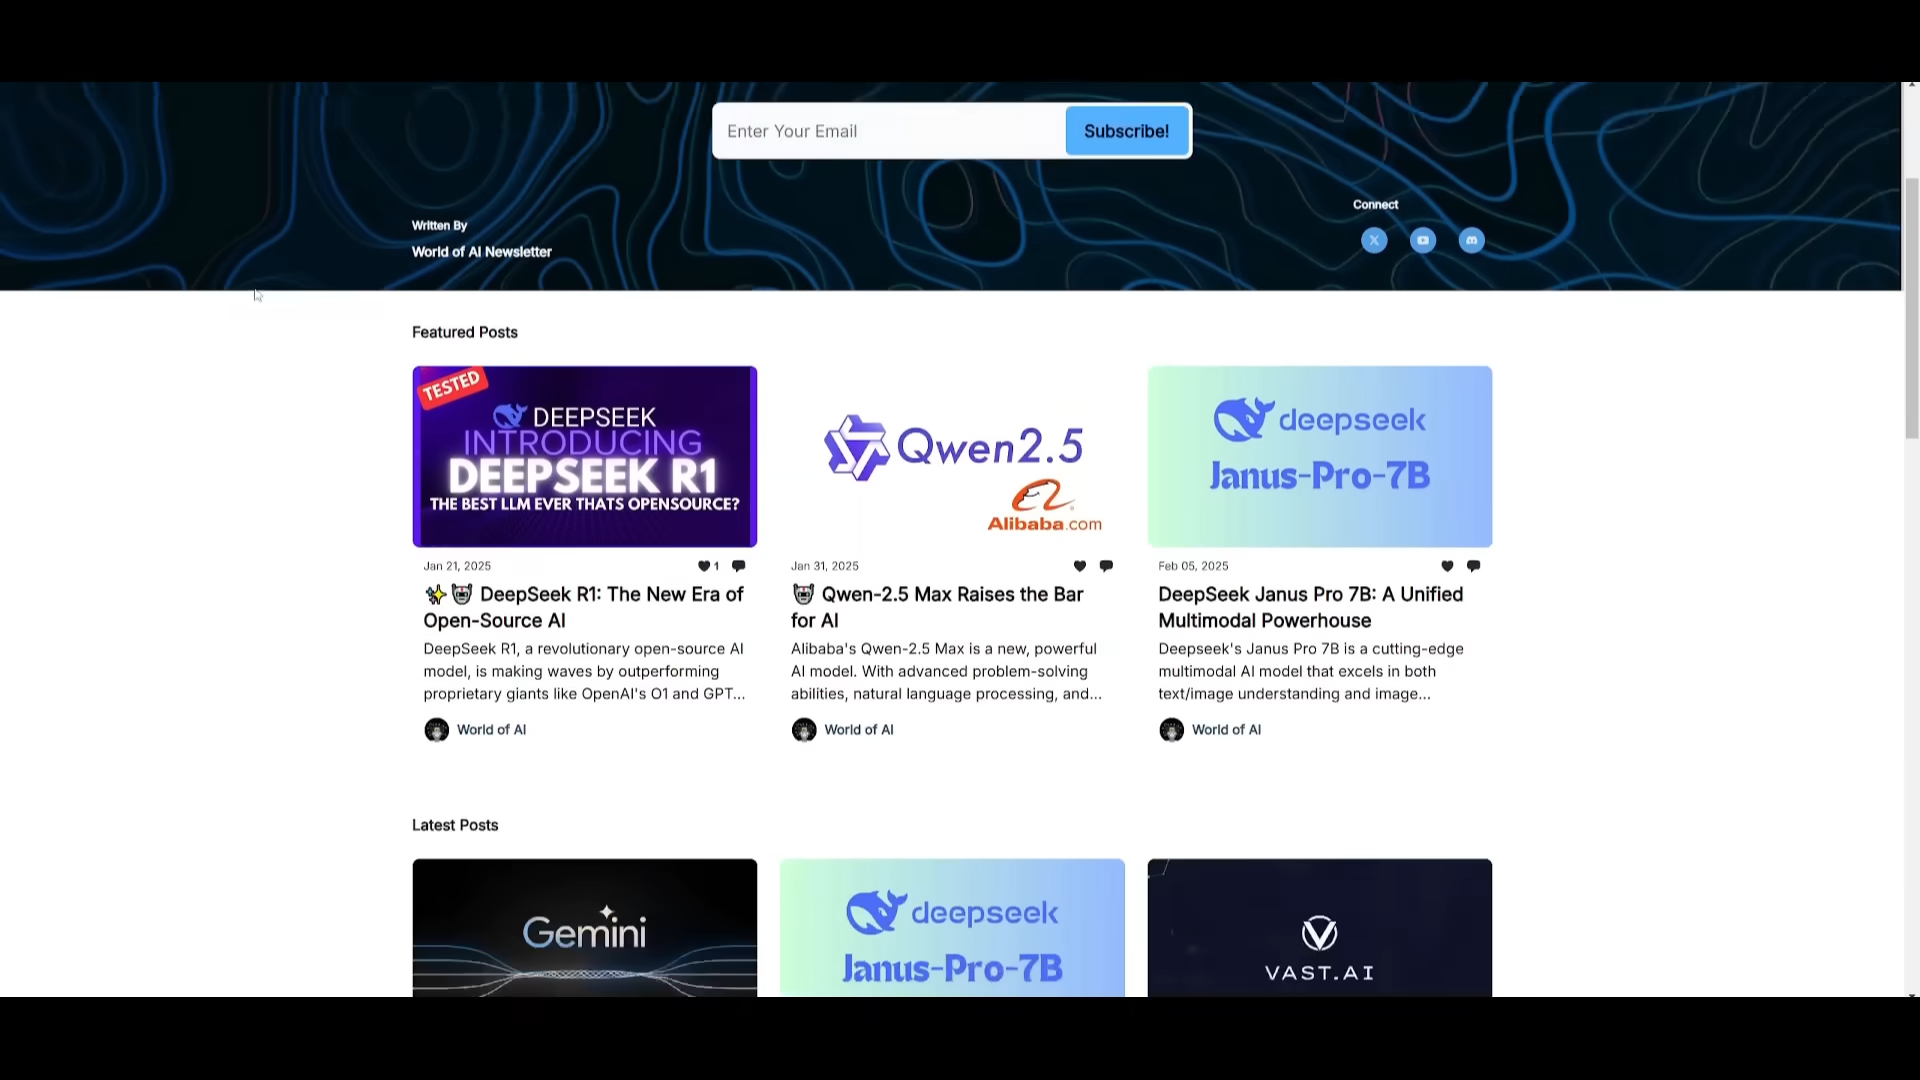 Enter Your Email
Subscribe!
Connect
Written By
World of AI Newsletter
Featured Posts
TESTED
DEEPSEEK
INTRODUCING
DEEPSEEK R1
THE BEST LLM EVER THATS OPENSOURCE?
Qwen2.5
Alibaba.com
deepseek
Janus-Pro-7B
Jan 21, 2025
1
Jan 31, 2025
Feb 05, 2025
DeepSeek R1: The New Era of
Open-Source AI
DeepSeek R1, a revolutionary open-source AI
model, is making waves by outperforming
proprietary giants like OpenAI's O1 and GPT...
World of AI
Qwen-2.5 Max Raises the Bar
for AI
Alibaba's Qwen-2.5 Max is a new, powerful
AI model. With advanced problem-solving
abilities, natural language processing, and...
World of AI
DeepSeek Janus Pro 7B: A Unified
Multimodal Powerhouse
Deepseek's Janus Pro 7B is a cutting-edge
multimodal AI model that excels in both
text/image understanding and image...
World of AI
Latest Posts
Gemini
deepseek
Janus-Pro-7B
VAST.AI